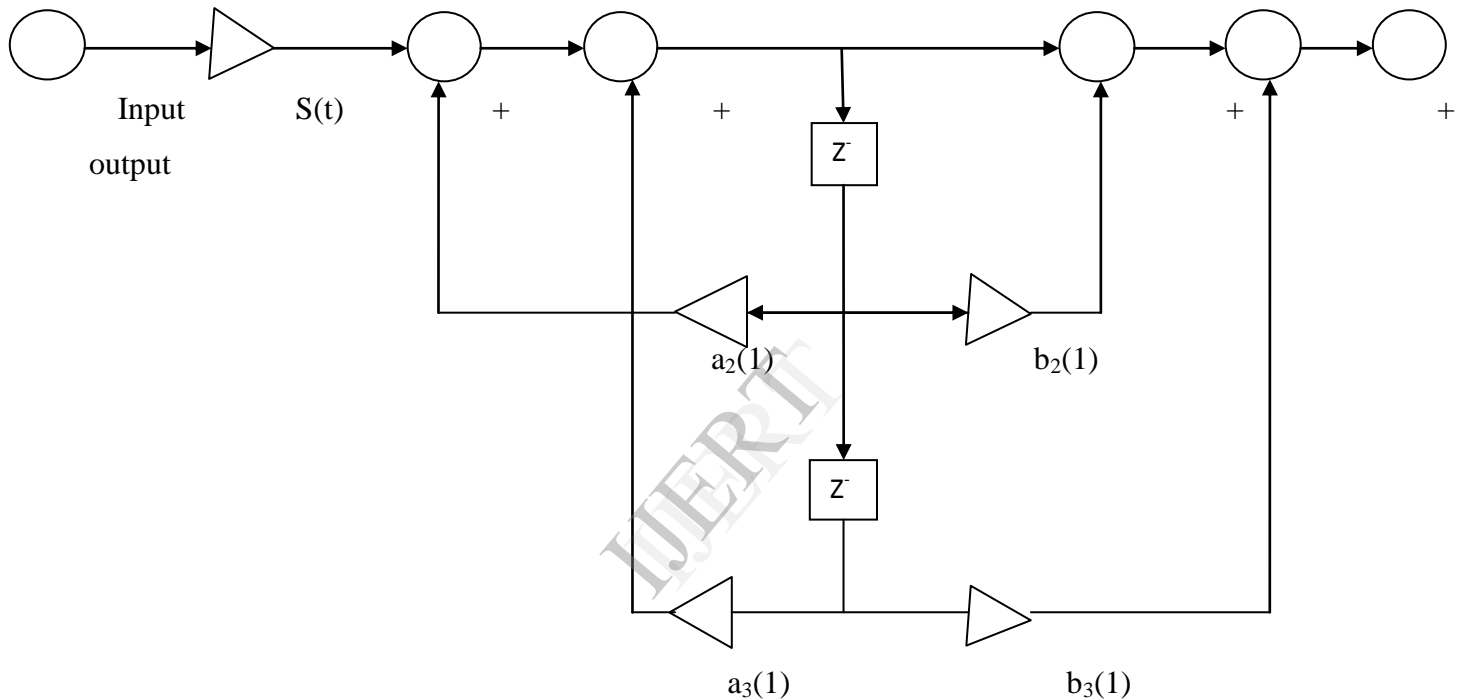 Input S(t) + + + +
output
Z-
a2(1) b2(1)
IJERT
Z-
a3(1) b3(1)